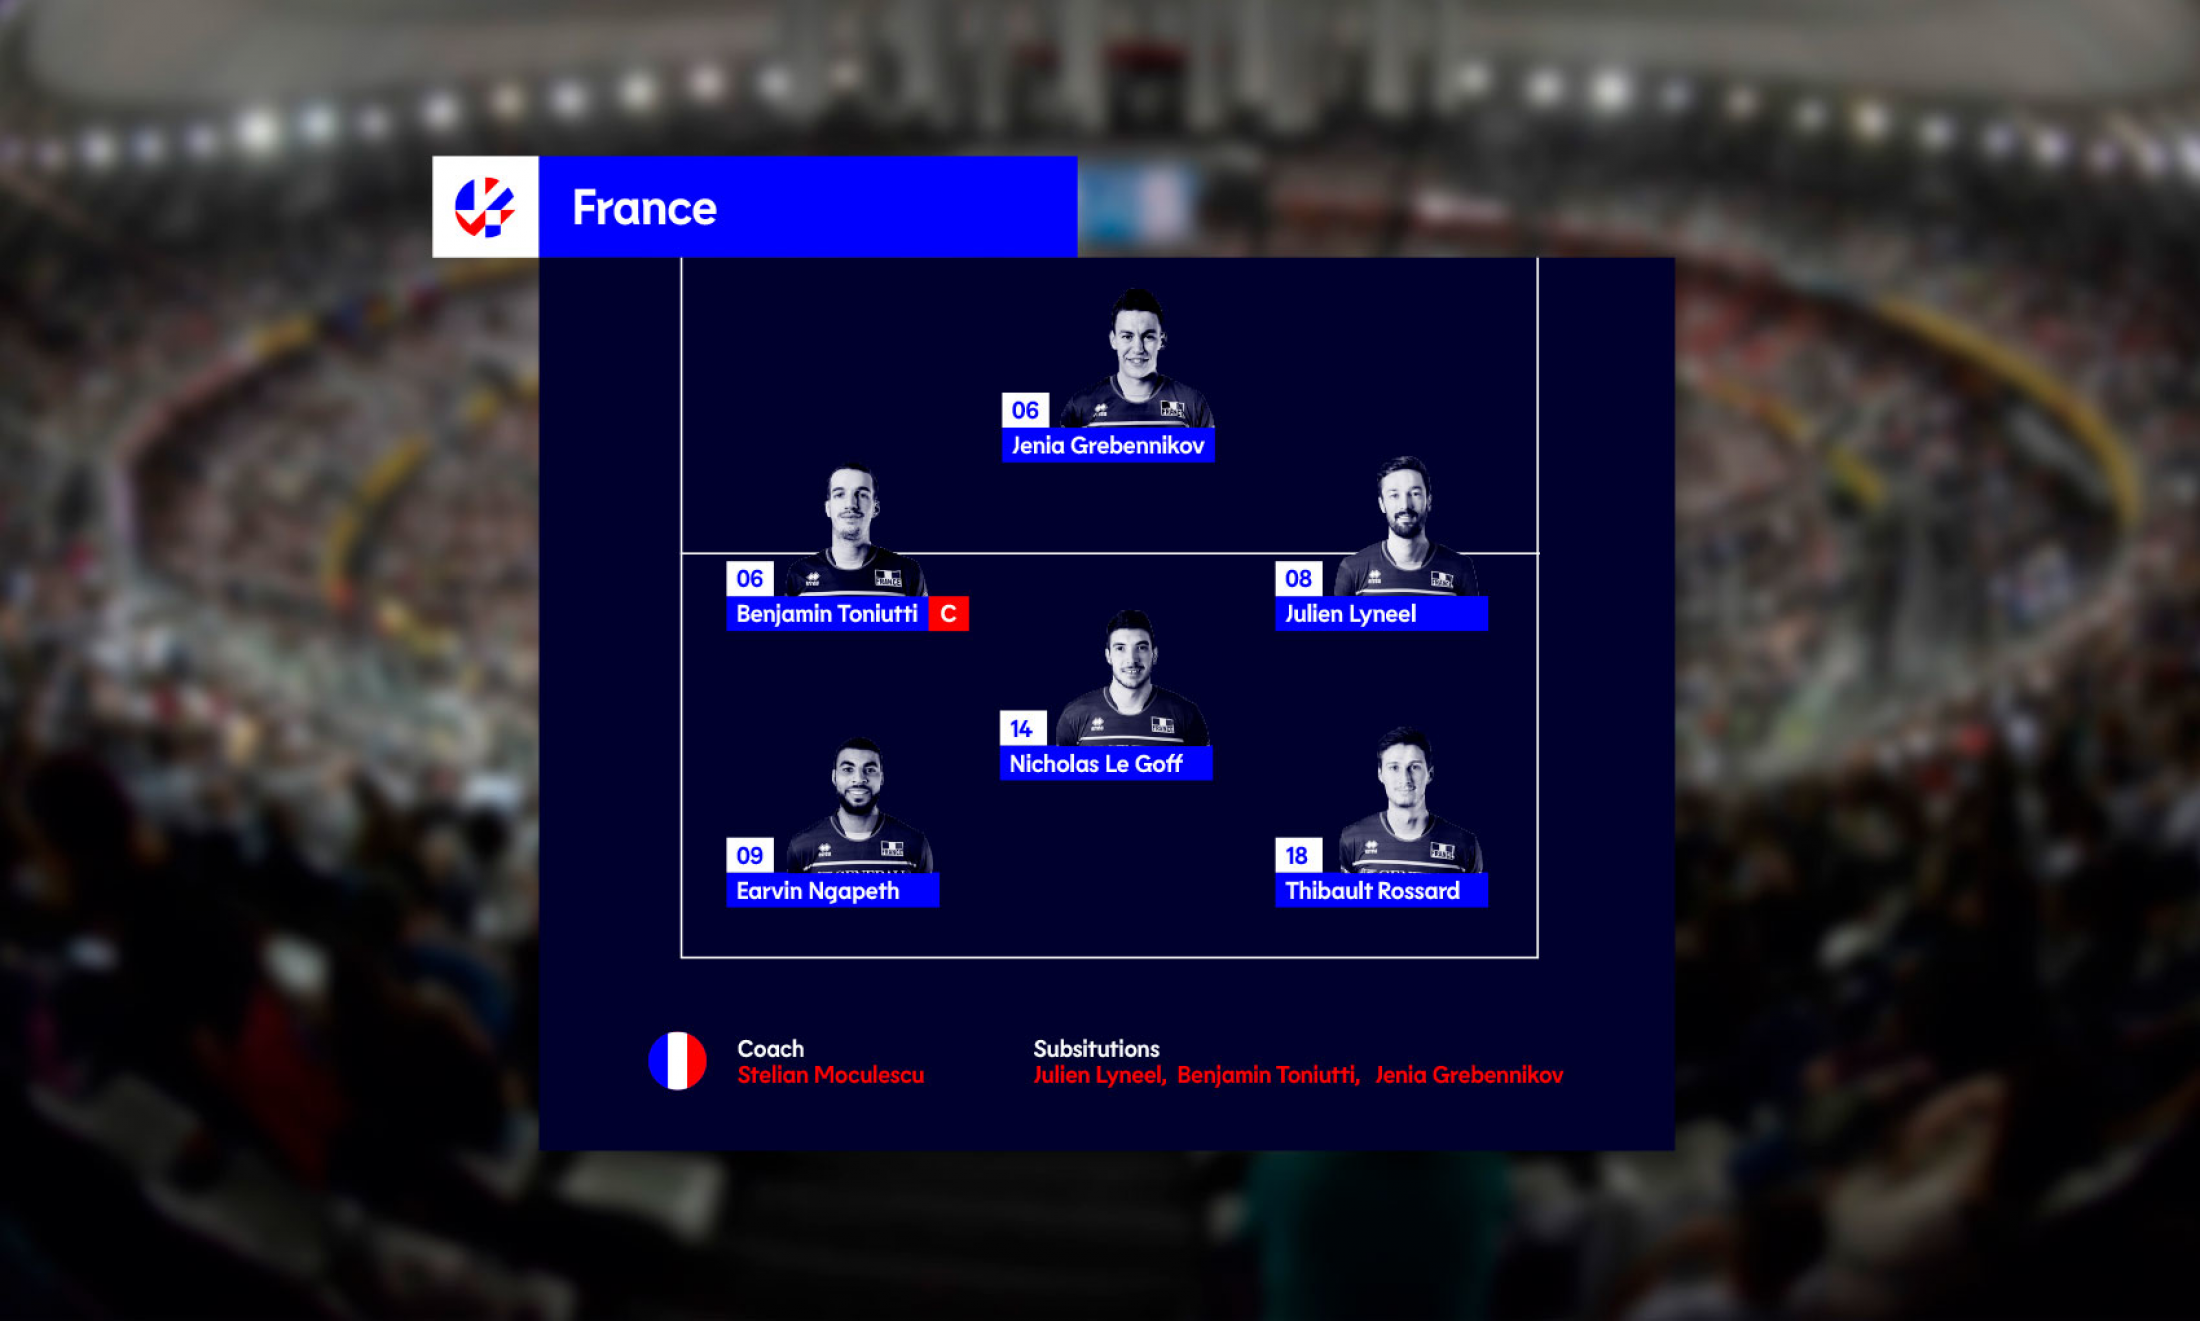 France
06
Jenia Grebennikov
06
Benjamin Toniutti C
08
Julien Lyneel
14
Nicholas Le Goff
09
Earvin Ngapeth
18
Thibault Rossard
Coach
Stelian Moculescu
Subsitutions
Julien Lyneel, Benjamin Toniutti, Jenia Grebennikov